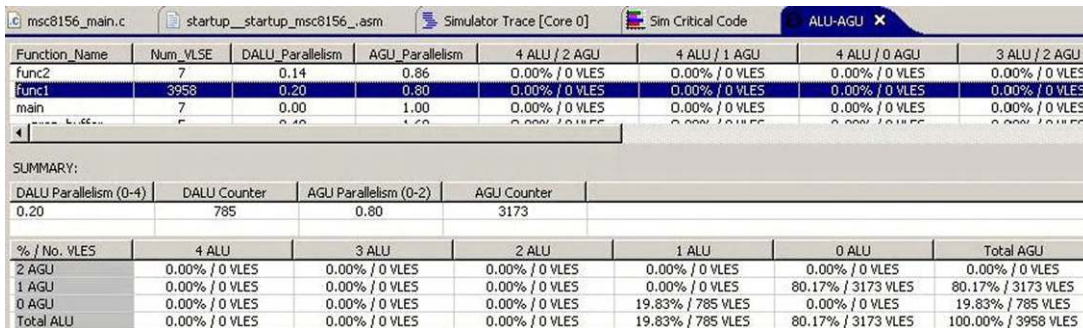 msc8156_main.c startup__startup_msc8156_.asm Simulator Trace [Core 0] Sim Critical Code ALU-AGU
Function_Name Num_VLSE DALU_Parallelism AGU_Parallelism 4 ALU / 2 AGU 4 ALU / 1 AGU 4 ALU / 0 AGU 3 ALU / 2 AGU
func2 7 0.14 0.86 0.00% / 0 VLES 0.00% / 0 VLES 0.00% / 0 VLES 0.00% / 0 VLES
func1 3958 0.20 0.80 0.00% / 0 VLES 0.00% / 0 VLES 0.00% / 0 VLES 0.00% / 0 VLES
main 7 0.00 1.00 0.00% / 0 VLES 0.00% / 0 VLES 0.00% / 0 VLES 0.00% / 0 VLES
SUMMARY:
DALU Parallelism (0-4) DALU Counter AGU Parallelism (0-2) AGU Counter
0.20 785 0.80 3173
% / No. VLES 4 ALU 3 ALU 2 ALU 1 ALU 0 ALU Total AGU
2 AGU 0.00% / 0 VLES 0.00% / 0 VLES 0.00% / 0 VLES 0.00% / 0 VLES 0.00% / 0 VLES 0.00% / 0 VLES
1 AGU 0.00% / 0 VLES 0.00% / 0 VLES 0.00% / 0 VLES 0.00% / 0 VLES 80.17% / 3173 VLES 80.17% / 3173 VLES
0 AGU 0.00% / 0 VLES 0.00% / 0 VLES 0.00% / 0 VLES 19.83% / 785 VLES 0.00% / 0 VLES 19.83% / 785 VLES
Total ALU 0.00% / 0 VLES 0.00% / 0 VLES 0.00% / 0 VLES 19.83% / 785 VLES 80.17% / 3173 VLES 100.00% / 3958 VLES